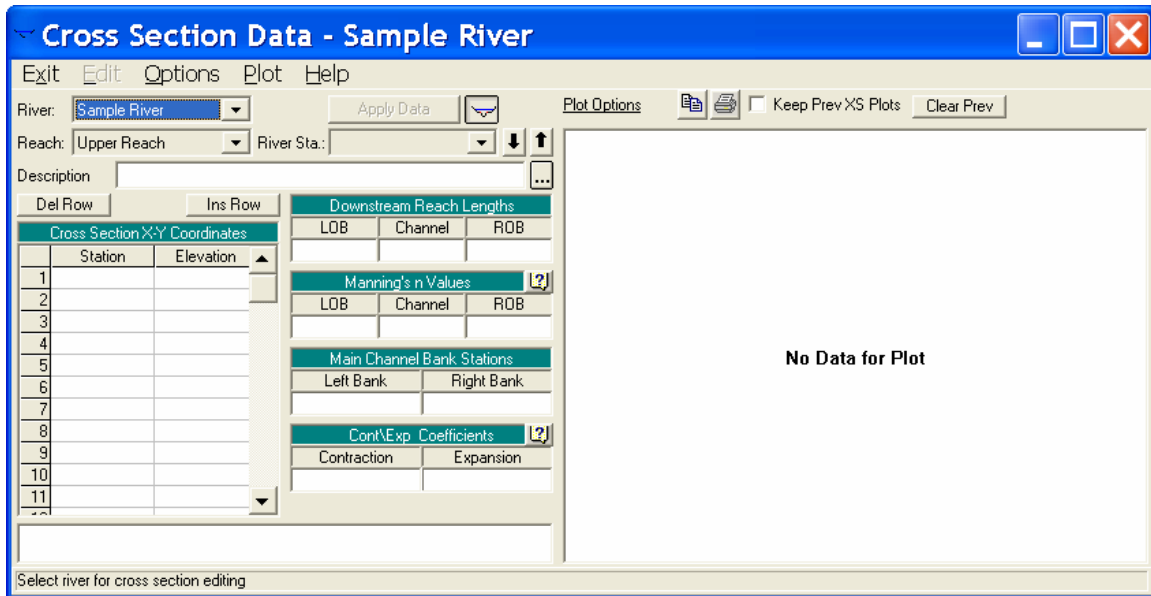 Cross Section Data - Sample River
Exit Edit Options Plot Help
River: Sample River Apply Data Plot Options Keep Prev XS Plots Clear Prev
Reach: Upper Reach River Sta.:
Description ...
Del Row Ins Row Downstream Reach Lengths
Cross Section X-Y Coordinates LOB Channel ROB
Station Elevation
1
Manning's n Values
2
LOB Channel ROB
3
4
Main Channel Bank Stations
5
No Data for Plot
6
Left Bank Right Bank
7
8
Cont\Exp Coefficients
9
Contraction Expansion
10
11
Select river for cross section editing